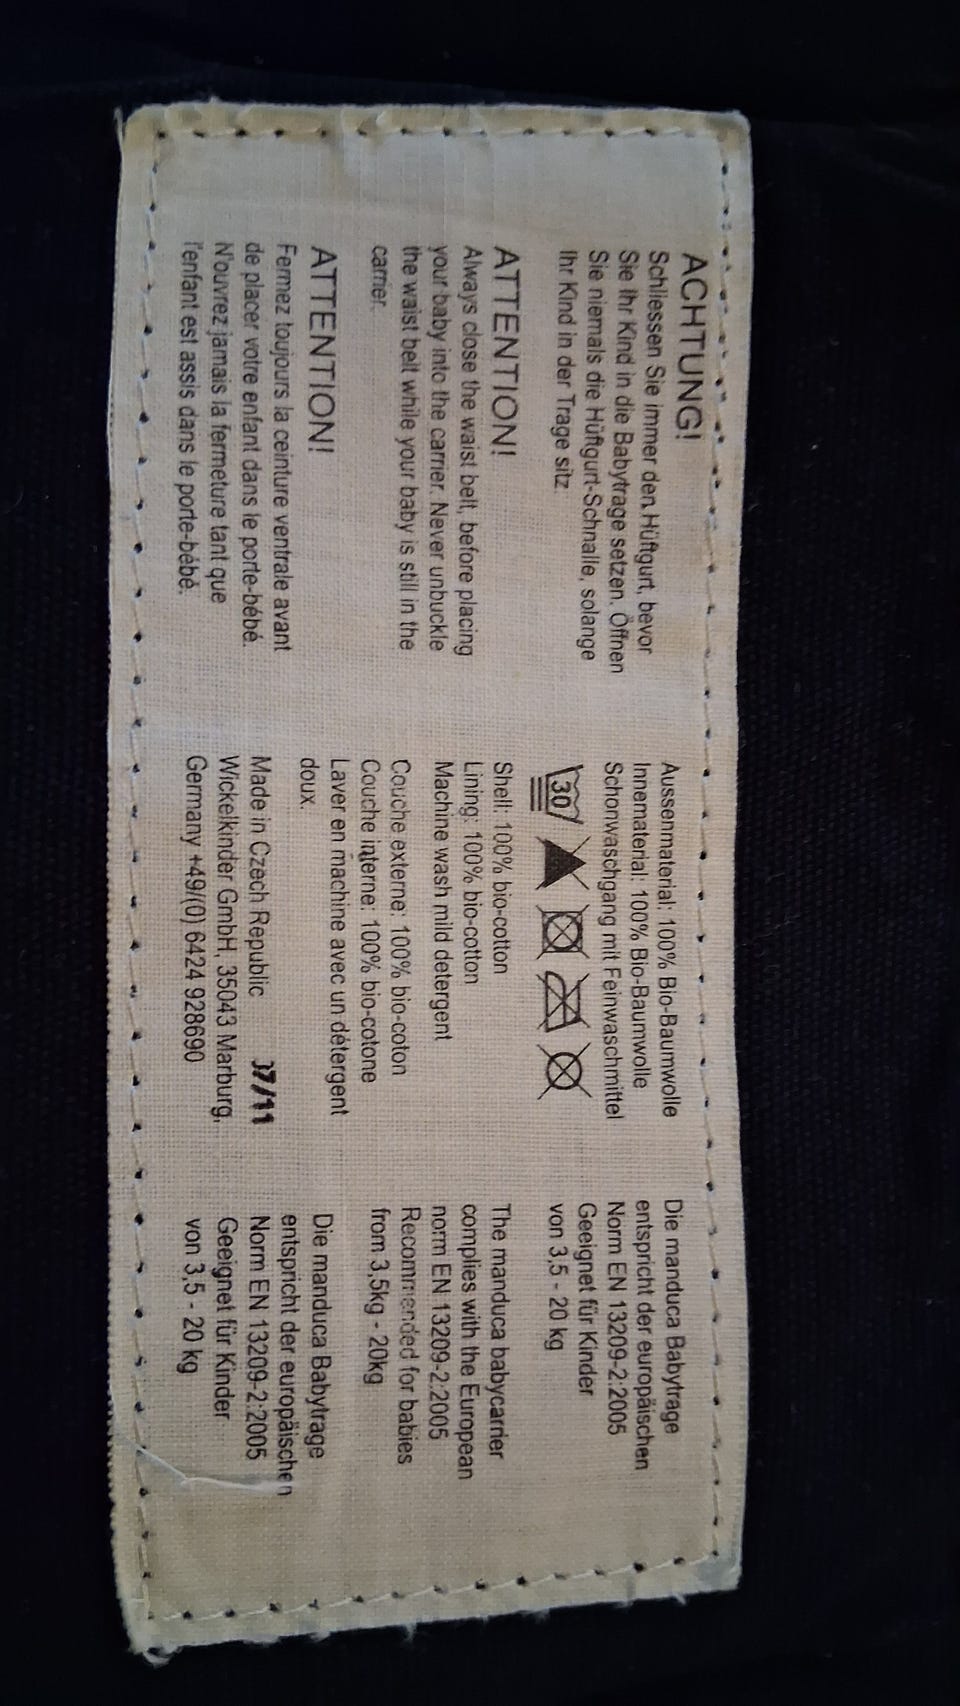 ACHTUNG!
Schliessen Sie immer den Hüftgurt, bevor
Sie Ihr Kind in die Babytrage setzen. Öffnen
Sie niemals die Hüftgurt-Schnalle, solange
Ihr Kind in der Trage sitz.
ATTENTION!
Always close the waist belt, before placing
your baby into the carrier. Never unbuckle
the waist belt while your baby is still in the
carrier.
ATTENTION!
Fermez toujours la ceinture ventrale avant
de placer votre enfant dans le porte-bébé.
N'ouvrez jamais la fermeture tant que
l'enfant est assis dans le porte-bébé.
Aussenmaterial: 100% Bio-Baumwolle
Innematerial: 100% Bio-Baumwolle
Schonwaschgang mit Feinwaschmittel
30
Shell: 100% bio-cotton
Lining: 100% bio-cotton
Machine wash mild detergent
Couche externe: 100% bio-coton
Couche interne: 100% bio-cotone
Laver en machine avec un détergent
doux.
Made in Czech Republic 07/11
Wickelkinder GmbH, 35043 Marburg,
Germany +49/(0) 6424 928690
Die manduca Babytrage
entspricht der europäischen
Norm EN 13209-2:2005
Geeignet für Kinder
von 3,5 - 20 kg
The manduca babycarrier
complies with the European
norm EN 13209-2:2005
Recommended for babies
from 3,5kg - 20kg
Die manduca Babytrage
entspricht der europäischen
Norm EN 13209-2:2005
Geeignet für Kinder
von 3,5 - 20 kg